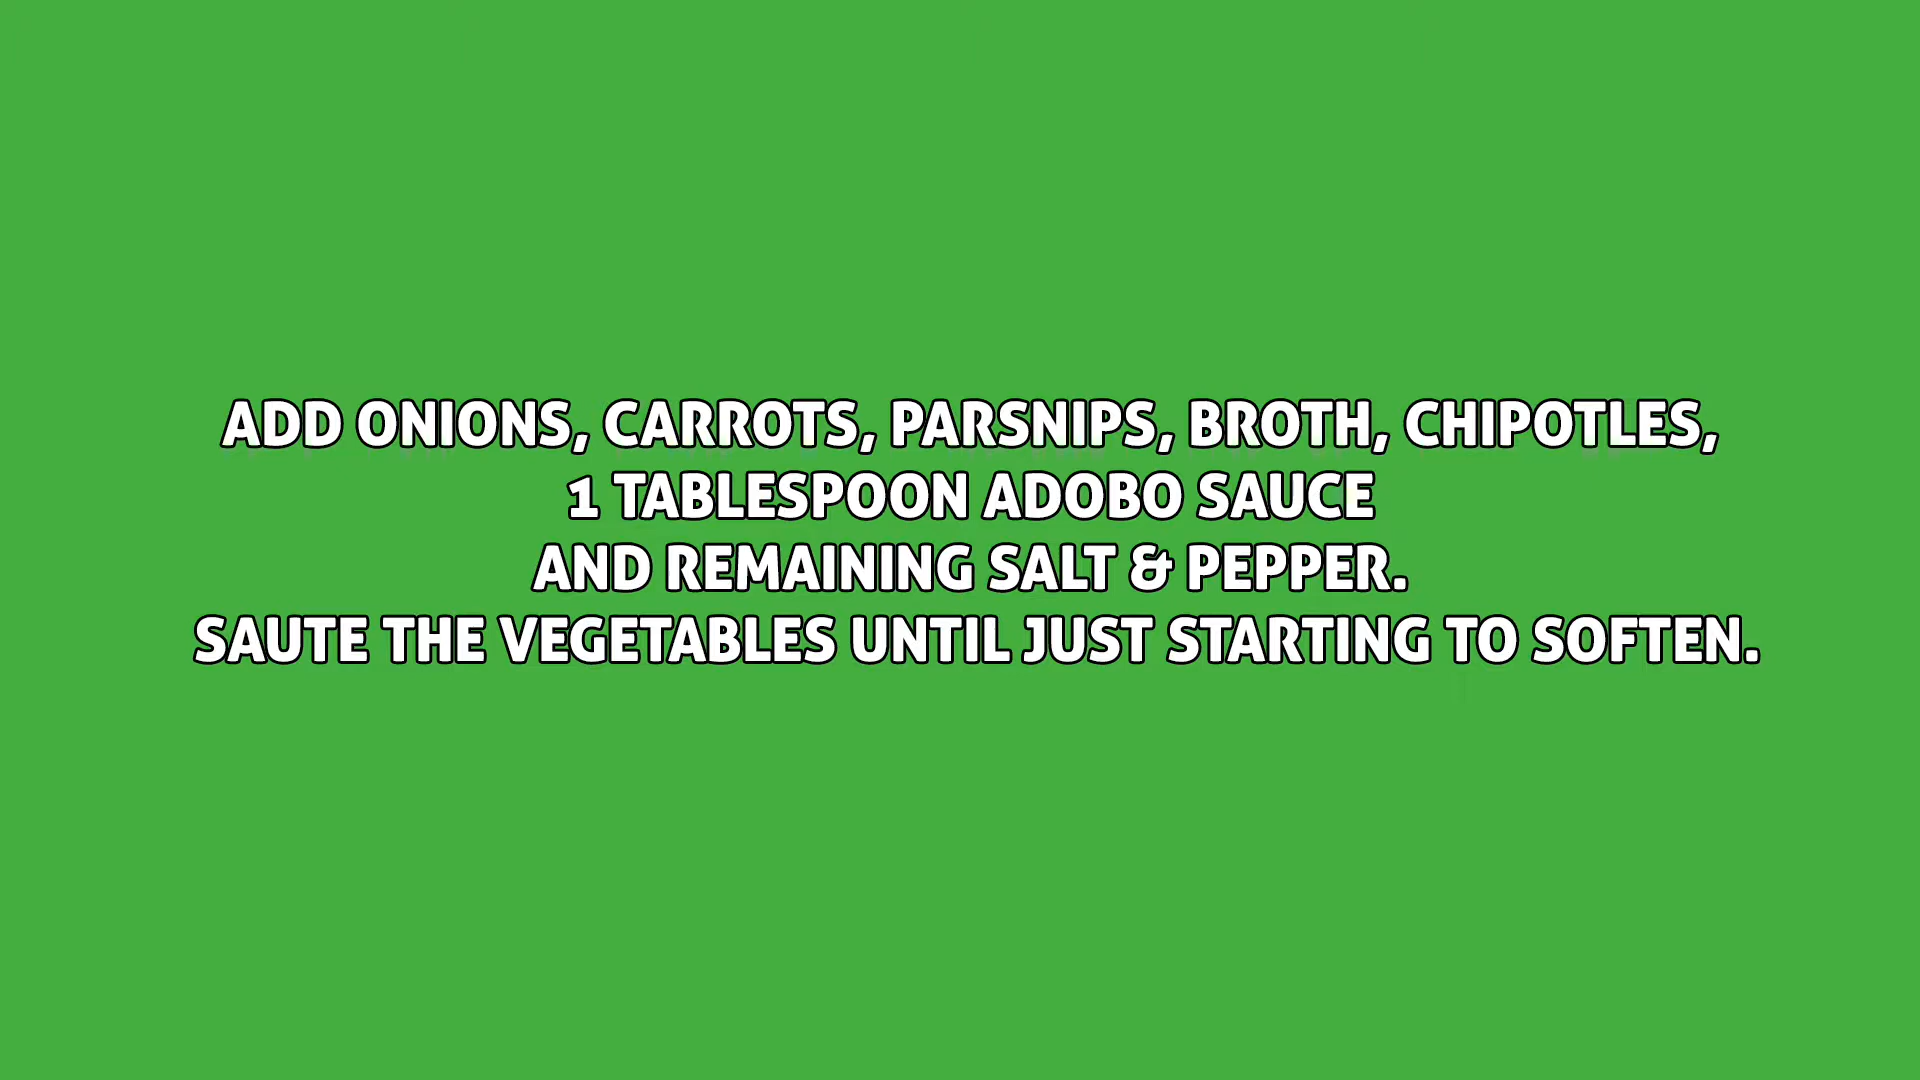 ADD ONIONS, CARROTS, PARSNIPS, BROTH, CHIPOTLES,
1 TABLESPOON ADOBO SAUCE
AND REMAINING SALT & PEPPER.
SAUTE THE VEGETABLES UNTIL JUST STARTING TO SOFTEN.